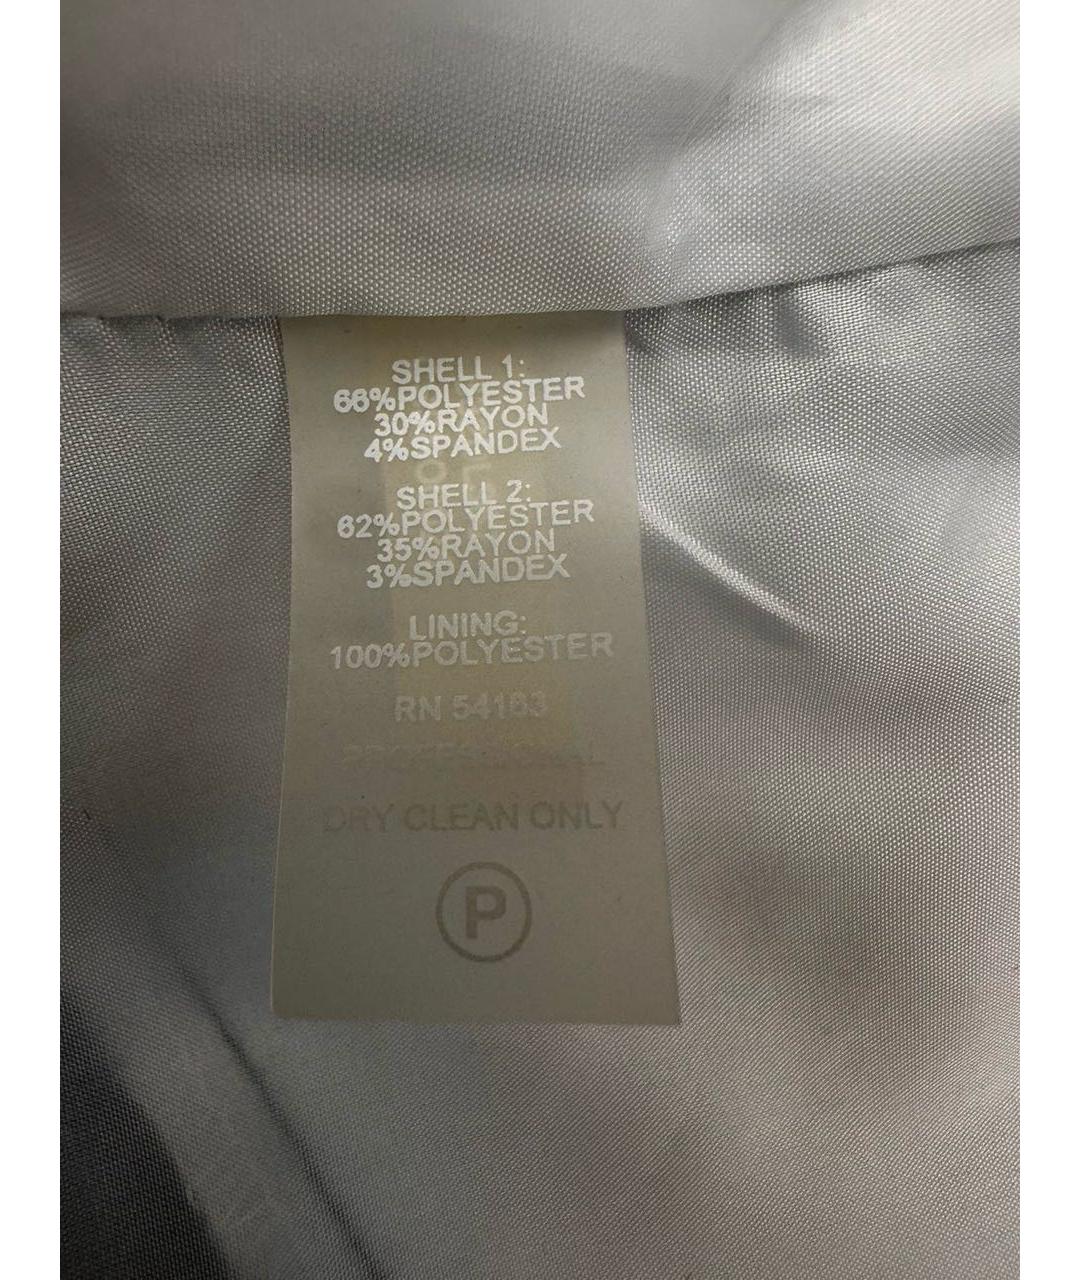 SHELL 1:
66%POLYESTER
30%RAYON
4%SPANDEX
SHELL 2:
62%POLYESTER
35%RAYON
3%SPANDEX
LINING:
100%POLYESTER
RN 54163
PROFESSIONAL
DRY CLEAN ONLY
P